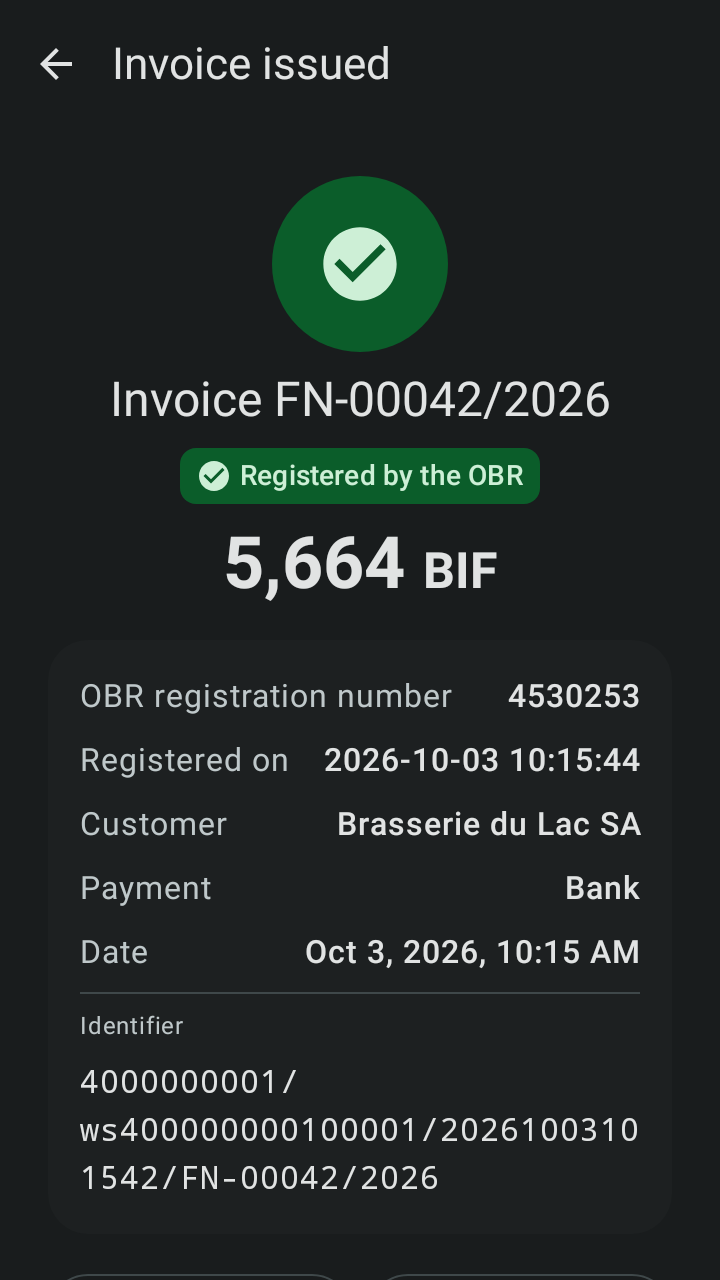 Invoice issued
Invoice FN-00042/2026
Registered by the OBR
5,664 BIF
OBR registration number 4530253
Registered on 2026-10-03 10:15:44
Customer Brasserie du Lac SA
Payment Bank
Date Oct 3, 2026, 10:15 AM
Identifier
4000000001/
ws400000000100001/2026100310
1542/FN-00042/2026